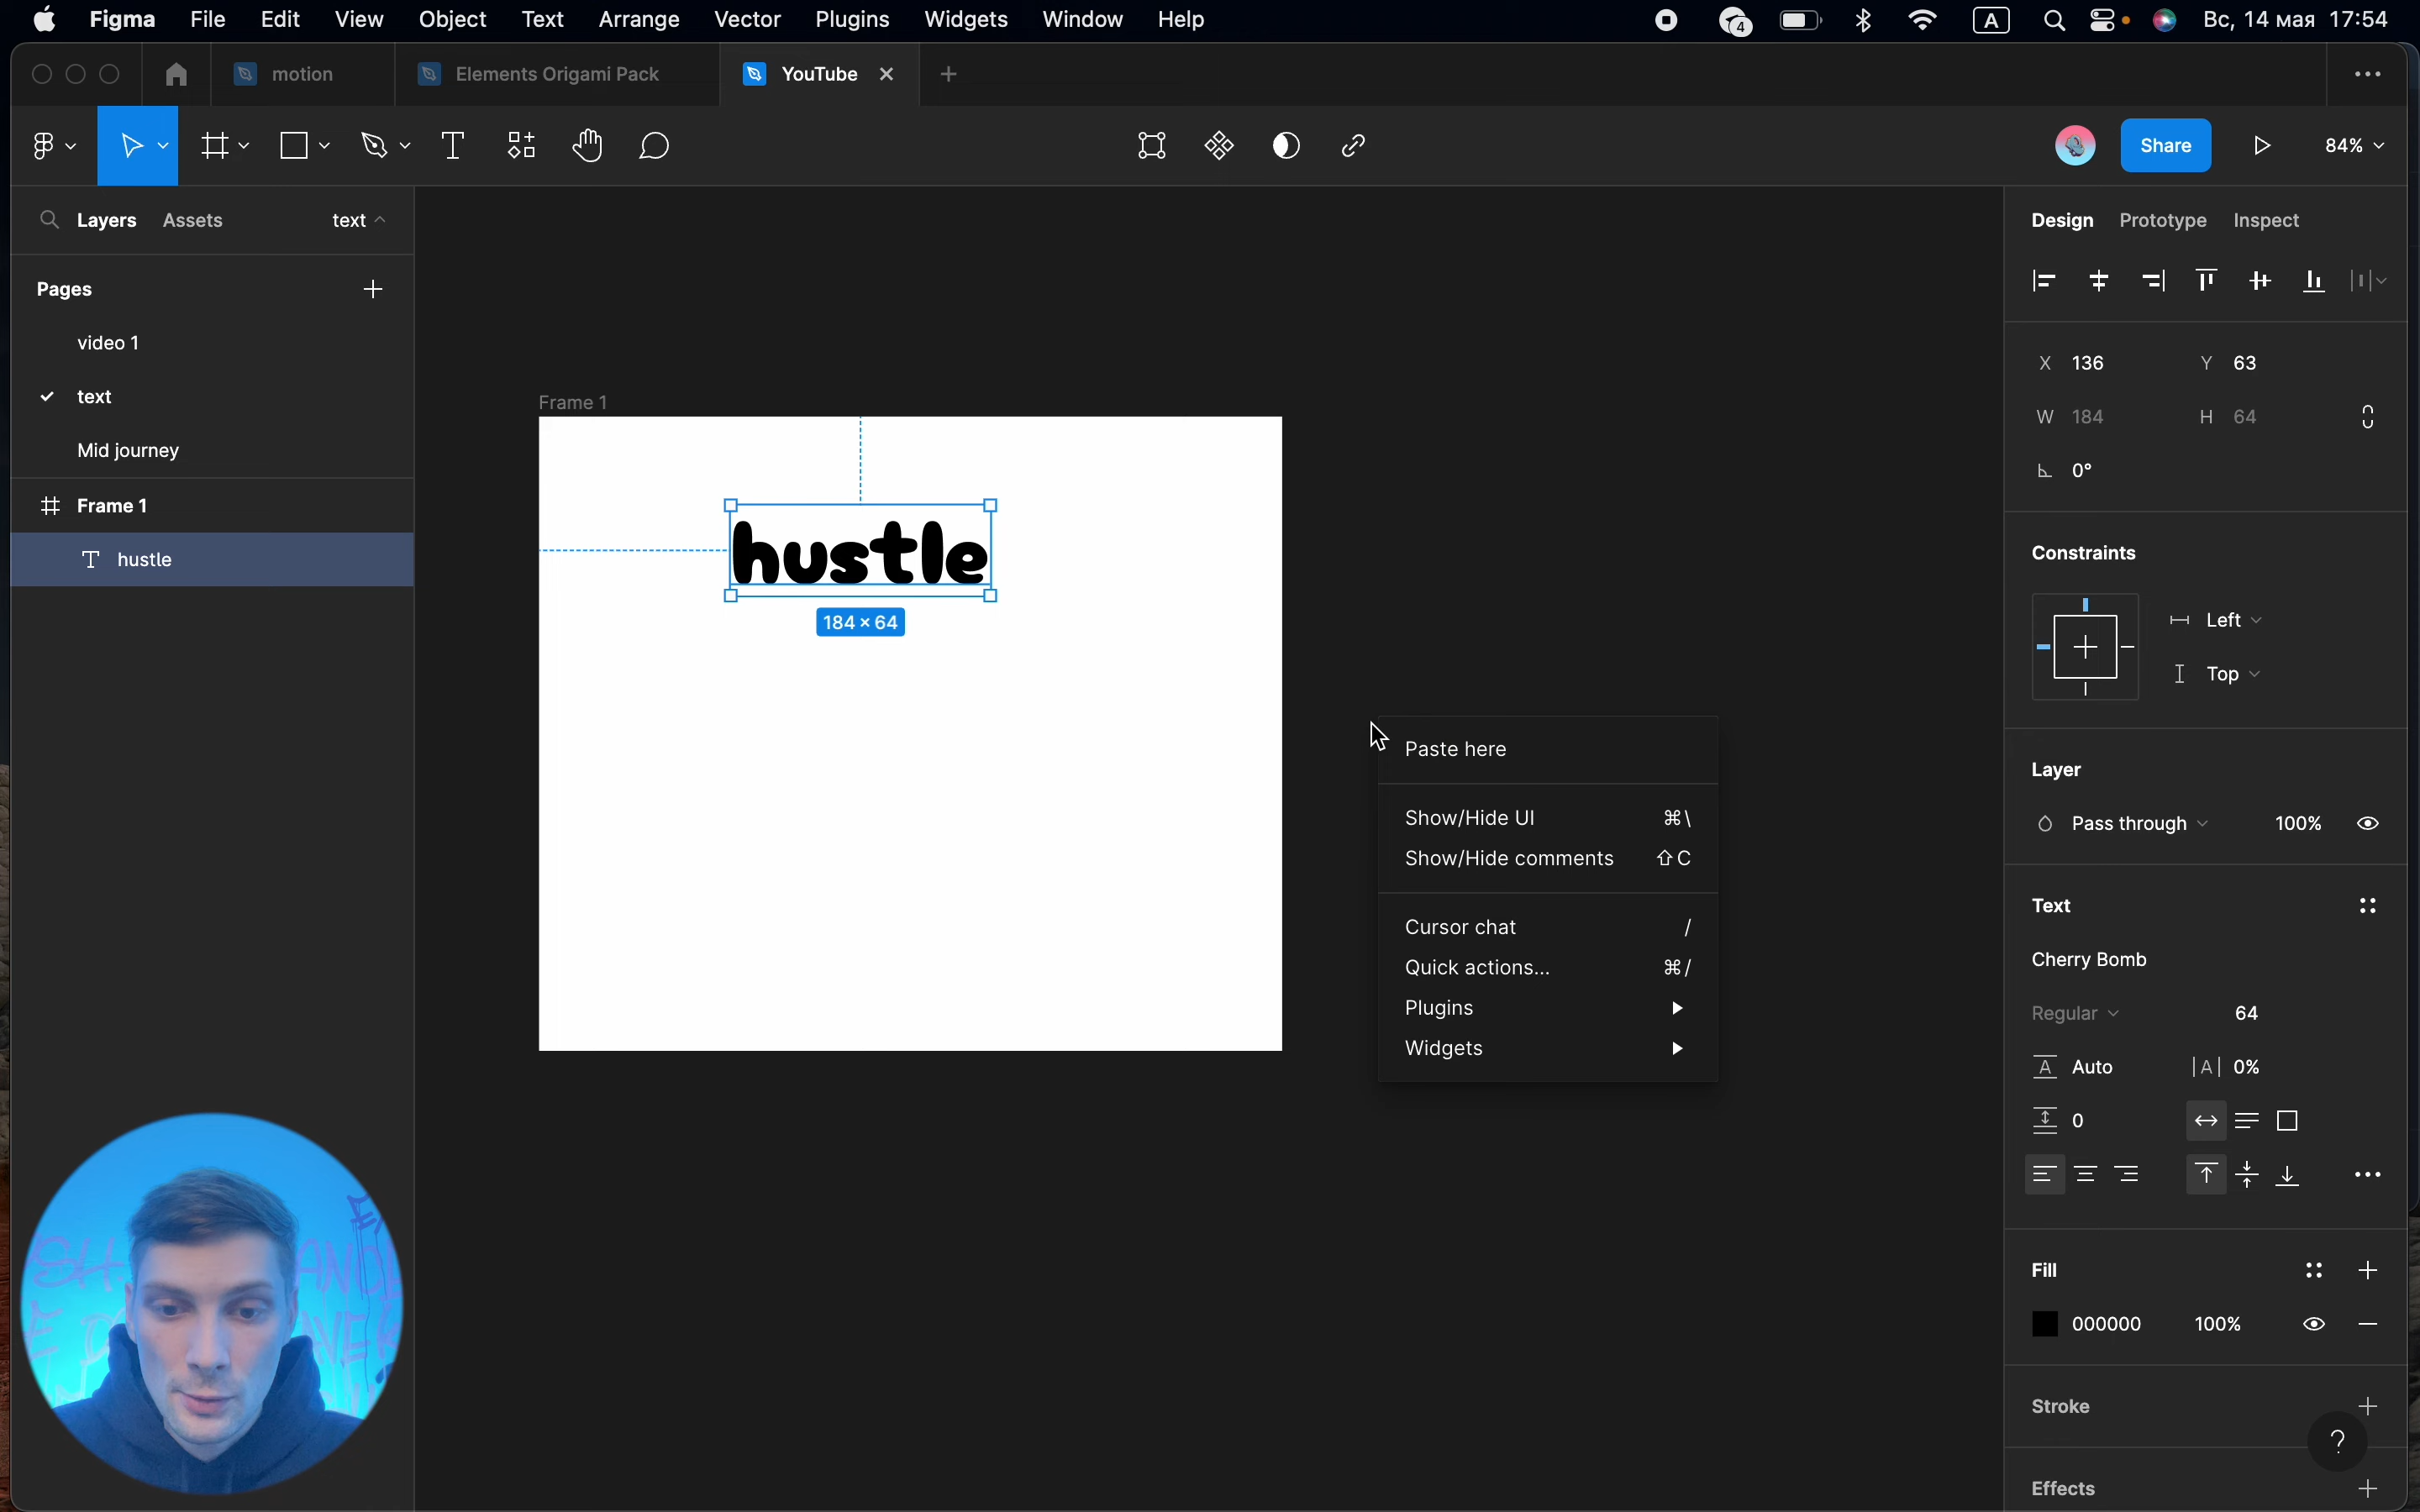 Figma File Edit View Object Text Arrange Vector Plugins Widgets Window Help 4 A Вс, 14 мая 17:54
motion Elements Origami Pack YouTube
Share 84%
Layers Assets text
Pages
video 1
text
Mid journey
Frame 1
hustle
Frame 1
hustle
184 × 64
Paste here
Show/Hide UI ⌘\
Show/Hide comments ⇧C
Cursor chat /
Quick actions... ⌘/
Plugins
Widgets
Design Prototype Inspect
X 136 Y 63
W 184 H 64
0°
Constraints
Left
Top
Layer
Pass through 100%
Text
Cherry Bomb
Regular 64
A Auto |A| 0%
0
Fill
000000 100%
Stroke
?
Effects